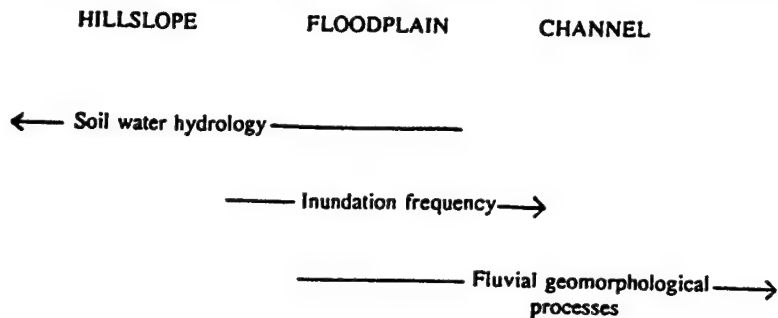 HILLSLOPE FLOODPLAIN CHANNEL
Soil water hydrology
Inundation frequency
Fluvial geomorphological
processes